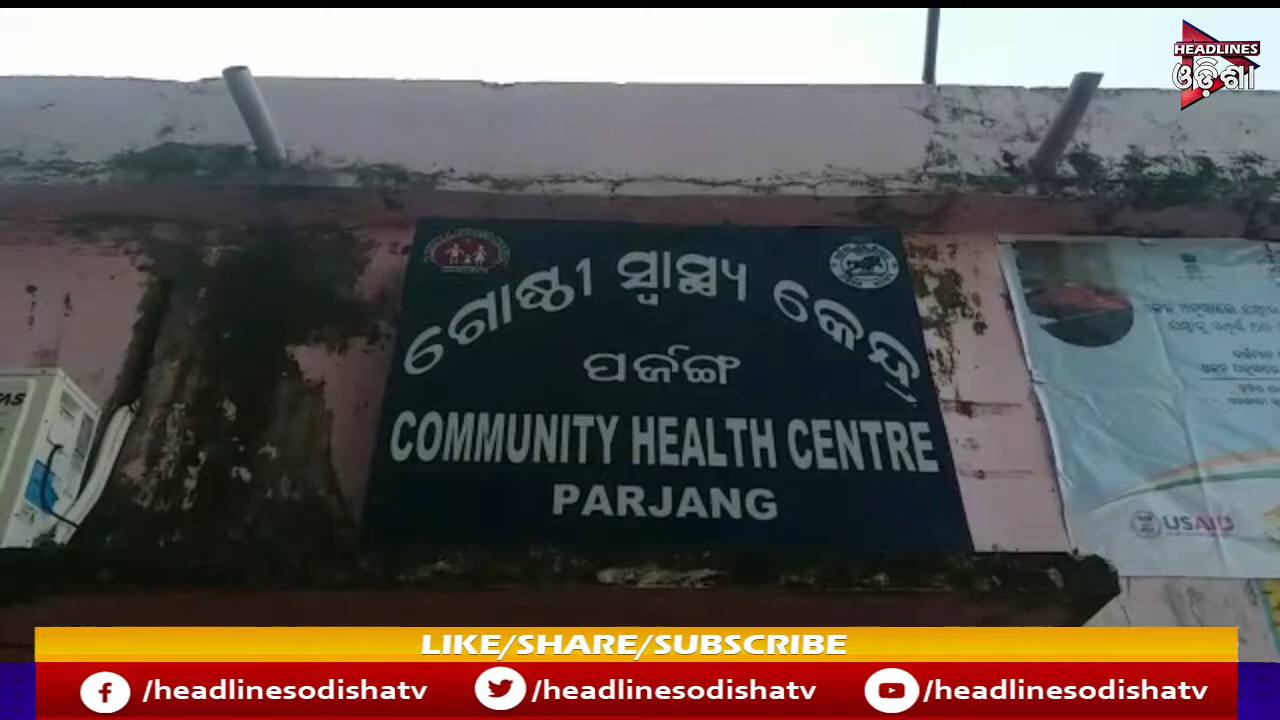 HEADLINES
ଓଡ଼ିଶା
ଗୋଷ୍ଠୀ ସ୍ୱାସ୍ଥ୍ୟ କେନ୍ଦ୍ର
ପର୍ଜଙ୍ଗ
COMMUNITY HEALTH CENTRE
PARJANG
USAID
LIKE/SHARE/SUBSCRIBE
/headlinesodishatv /headlinesodishatv /headlinesodishatv